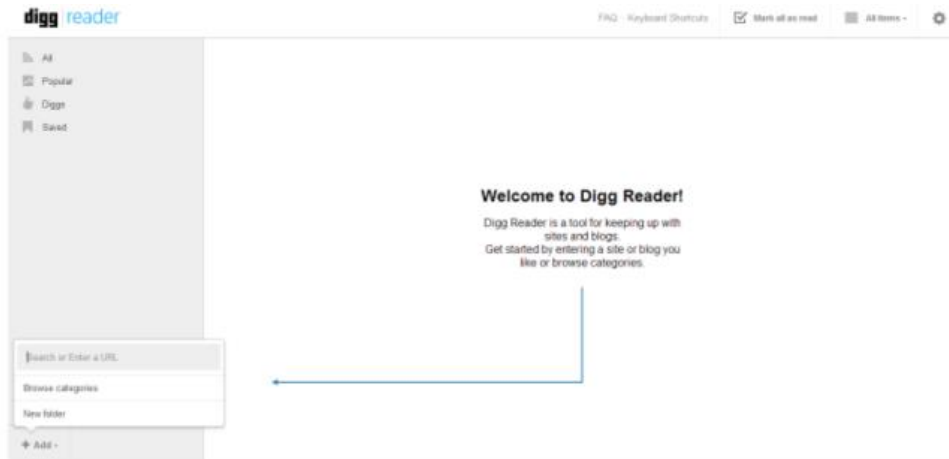 digg reader
FAQ Keyboard Shortcuts Mark all as read All items
All
Popular
Diggs
Saved
Welcome to Digg Reader!
Digg Reader is a tool for keeping up with
sites and blogs.
Get started by entering a site or blog you
like or browse categories.
Search or Enter a URL
Browse categories
New folder
+ Add